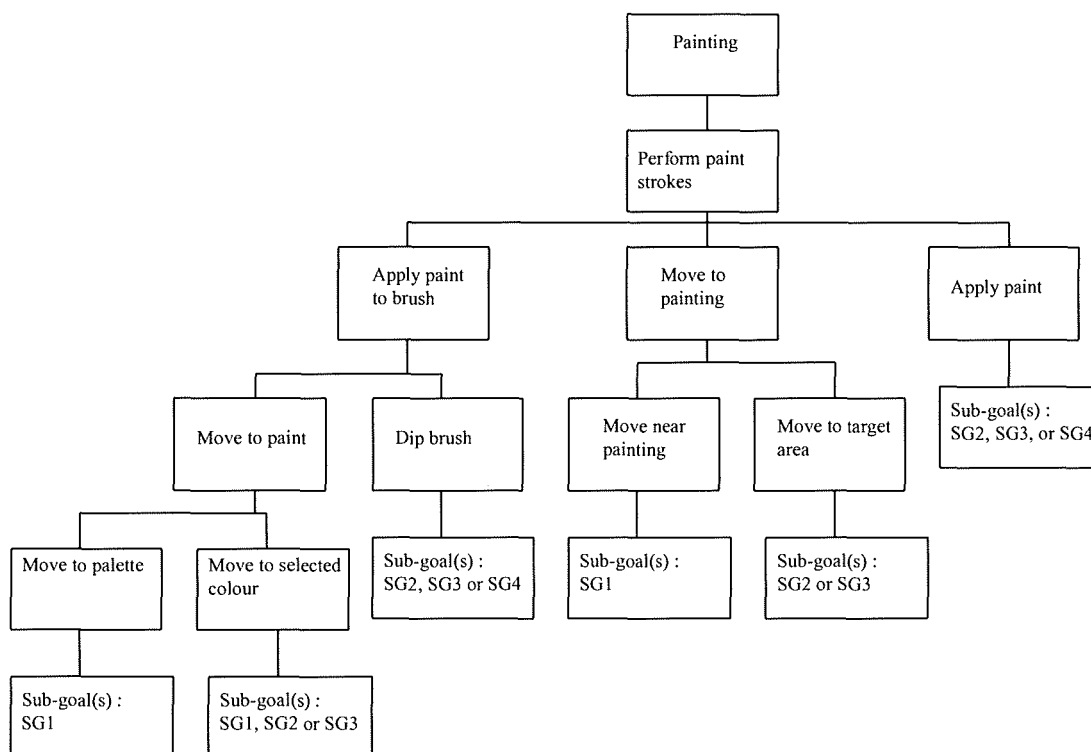 Painting
Perform paint
strokes
Apply paint
to brush
Move to
painting
Apply paint
Move to paint
Dip brush
Move near
painting
Move to target
area
Sub-goal(s) :
SG2, SG3, or SG4
Move to palette
Move to selected
colour
Sub-goal(s) :
SG2, SG3 or SG4
Sub-goal(s) :
SG1
Sub-goal(s) :
SG2 or SG3
Sub-goal(s) :
SG1
Sub-goal(s) :
SG1, SG2 or SG3